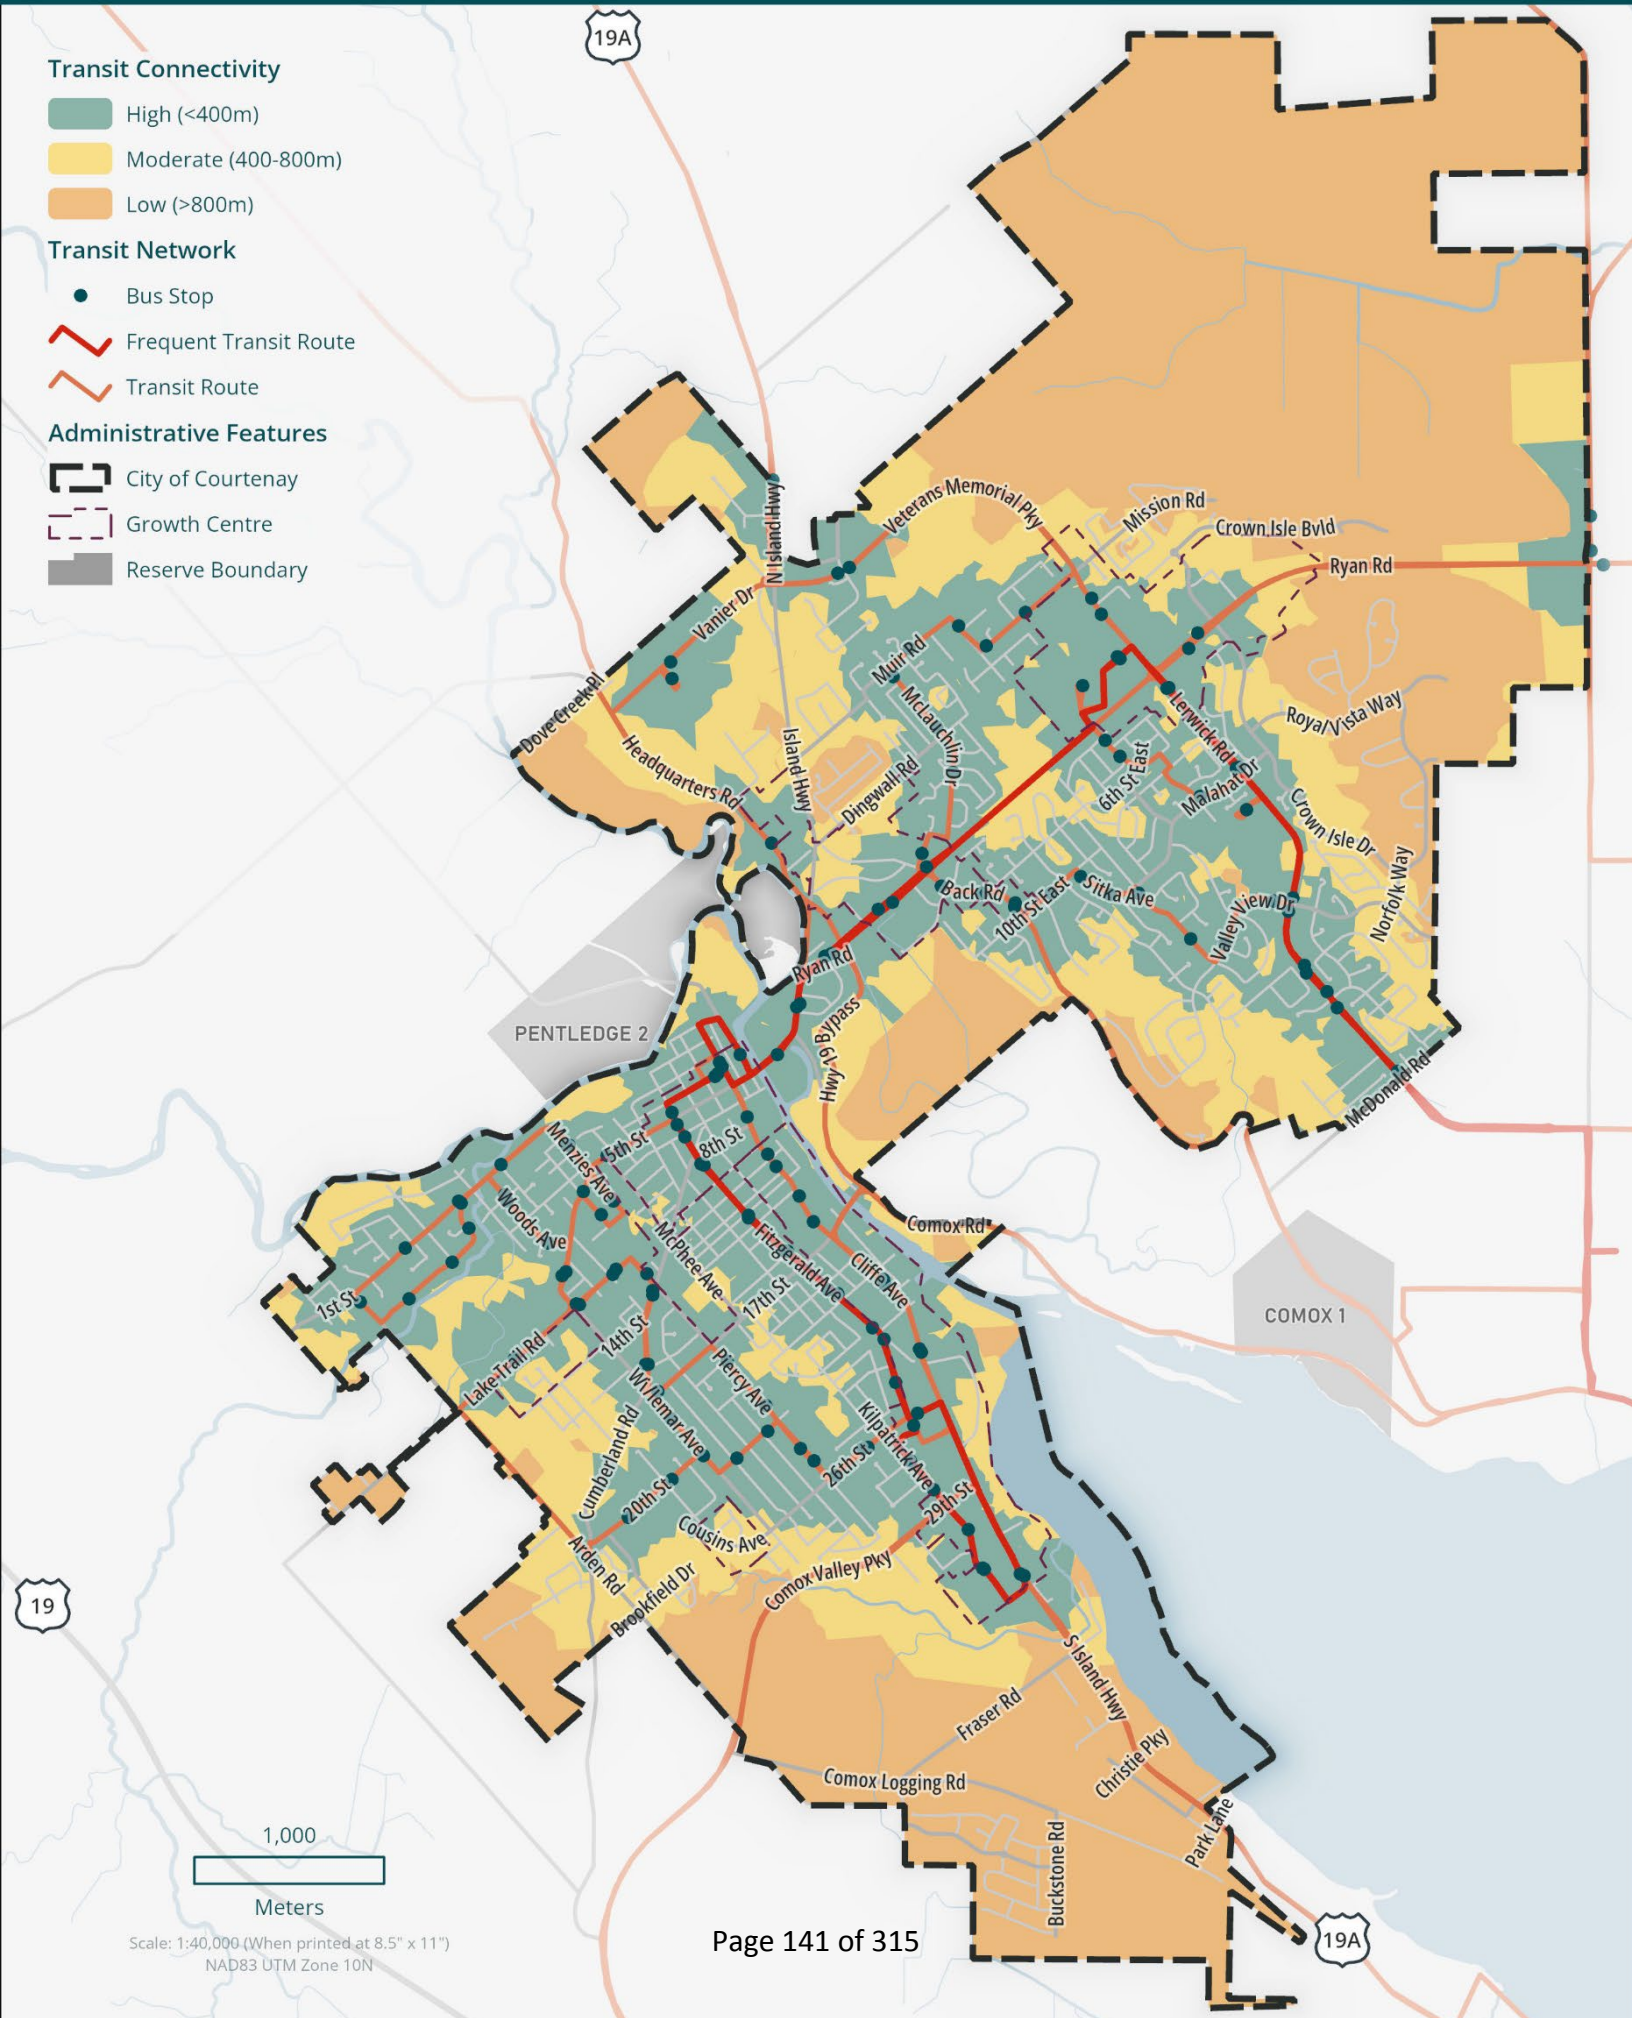 Transit Connectivity
High (<400m)
Moderate (400-800m)
Low (>800m)
Transit Network
Bus Stop
Frequent Transit Route
Transit Route
Administrative Features
City of Courtenay
Growth Centre
Reserve Boundary
19A
Veterans Memorial Pky
Mission Rd
Crown Isle Bvld
Ryan Rd
N Island Hwy
Vanier Dr
Muir Rd
McLauchlin Dr
Dove Creek Pl
Headquarters Rd
Island Hwy
Dingwall Rd
Lerwick Rd
Royal Vista Way
6th St East
Malahat Dr
Crown Isle Dr
Norfolk Way
Back Rd
10th St East
Sitka Ave
Valley View Dr
Ryan Rd
Hwy 19 Bypass
PENTLEDGE 2
McDonald Rd
5th St
8th St
Menzies Ave
Woods Ave
McPhee Ave
Fitzgerald Ave
Cliffe Ave
Comox Rd
1st St
17th St
14th St
COMOX 1
Lake Trail Rd
Piercy Ave
Willemar Ave
Cumberland Rd
Kilpatrick Ave
26th St
20th St
29th St
Cousins Ave
Comox Valley Pky
Arden Rd
Brookfield Dr
19
S Island Hwy
Fraser Rd
Christie Pky
Comox Logging Rd
Park Lane
Buckstone Rd
1,000
Meters
Scale: 1:40,000 (When printed at 8.5" x 11")
NAD83 UTM Zone 10N
Page 141 of 315
19A